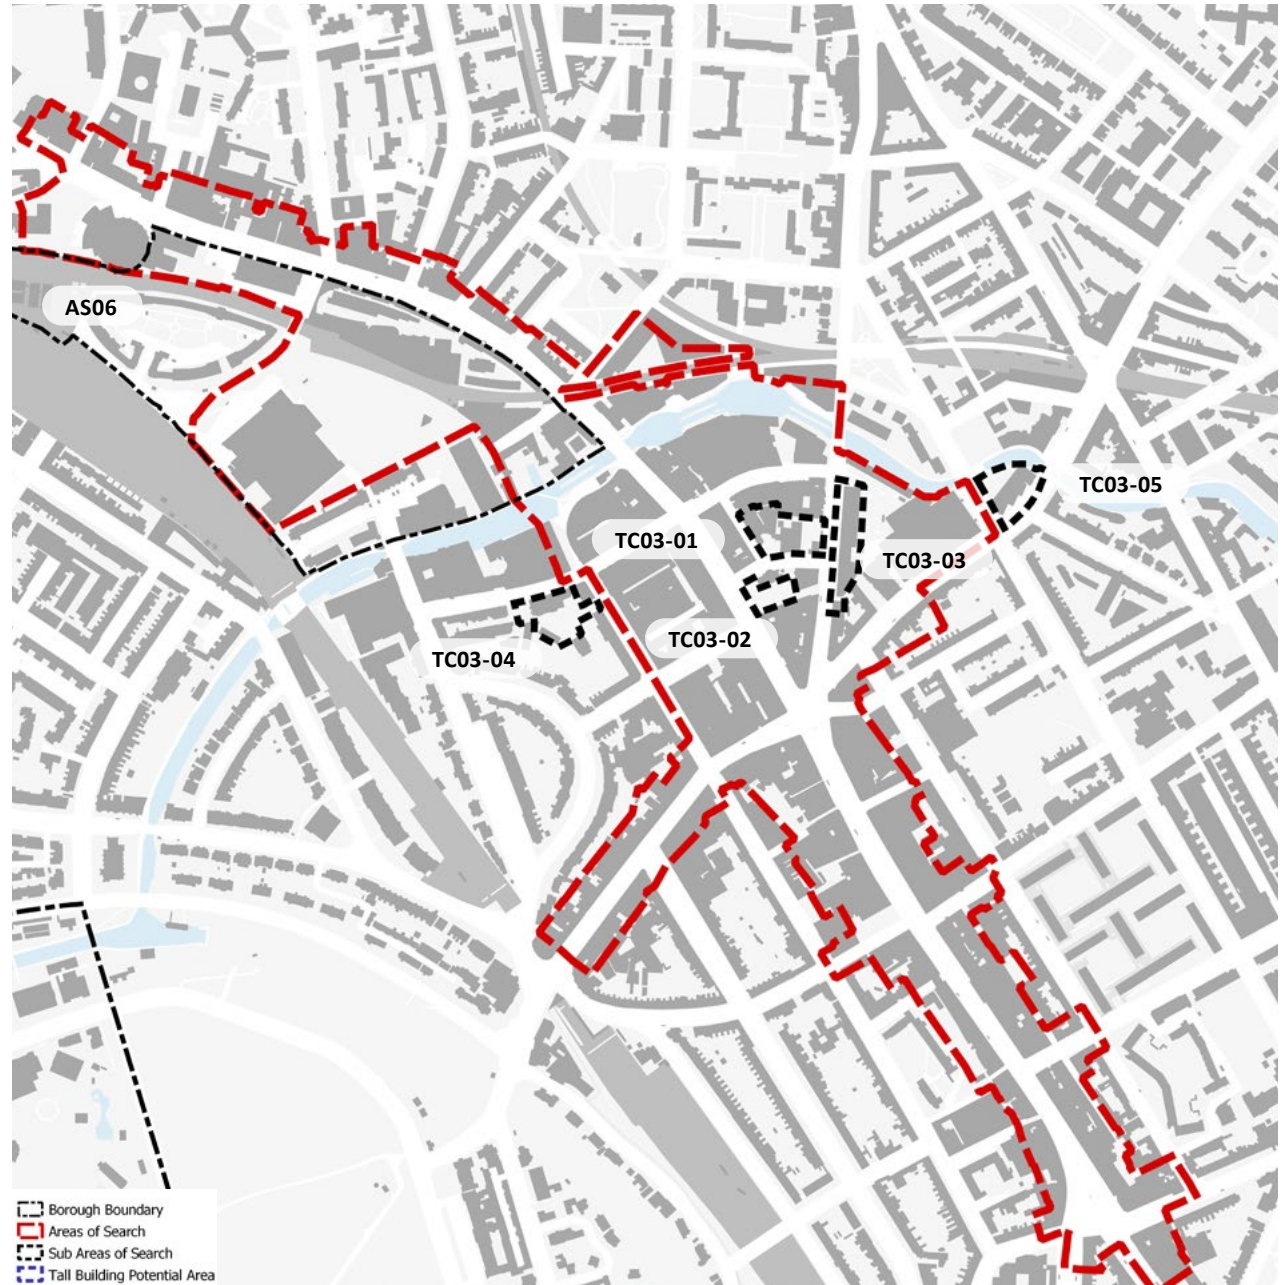 AS06
TC03-05
TC03-01
TC03-03
TC03-02
TC03-04
Borough Boundary
Areas of Search
Sub Areas of Search
Tall Building Potential Area